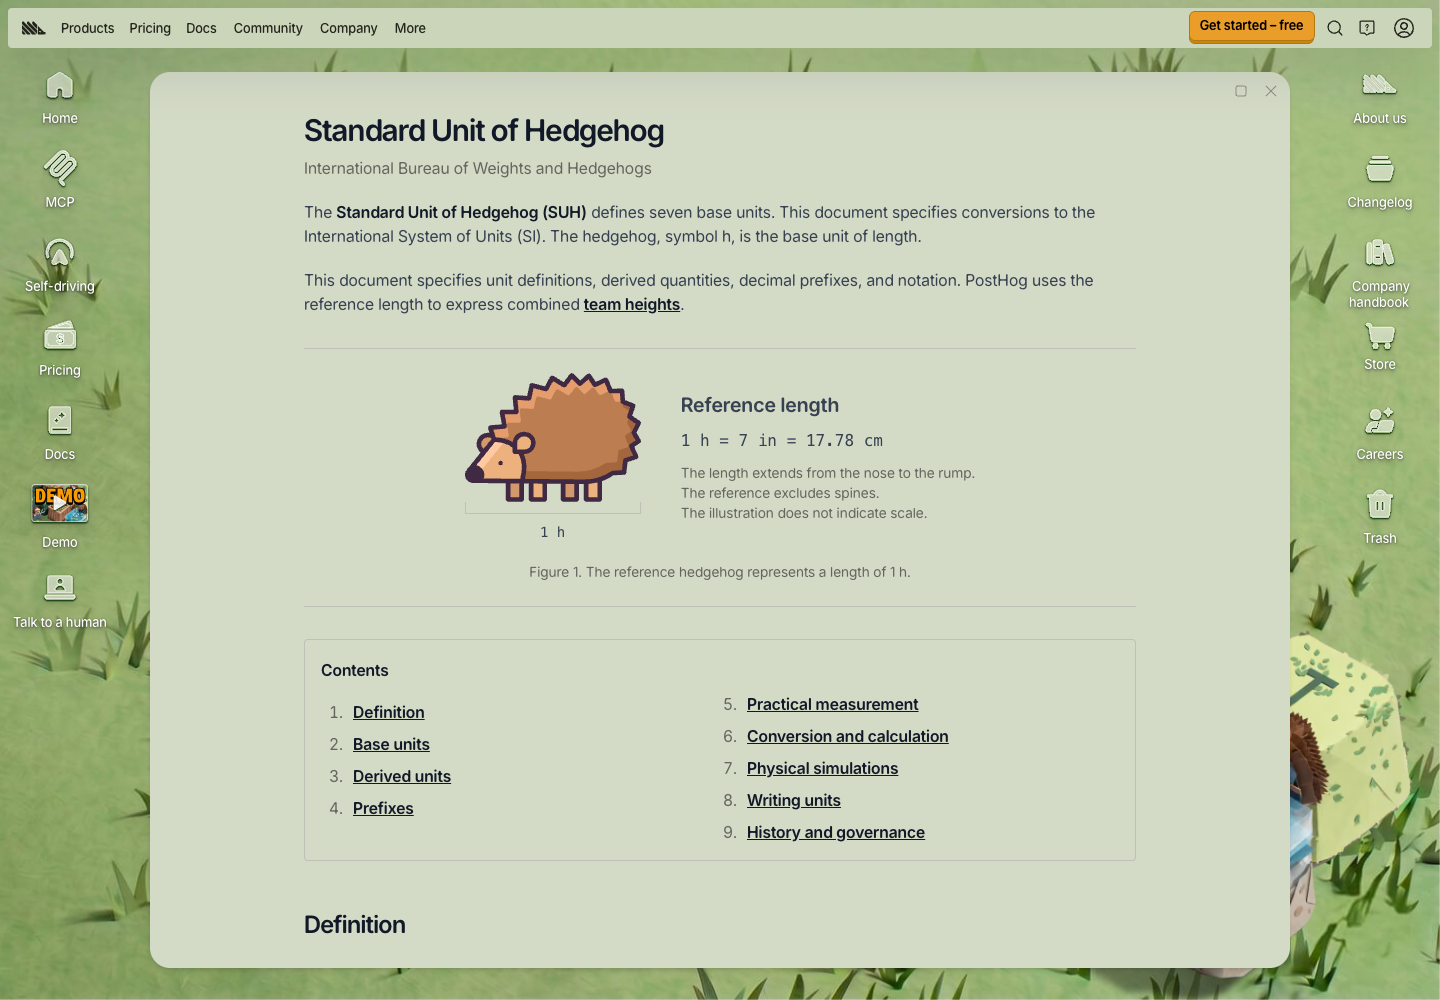 Products Pricing Docs Community Company More
Get started – free
Home
MCP
Self-driving
Pricing
Docs
DEMO
Demo
Talk to a human
Standard Unit of Hedgehog
International Bureau of Weights and Hedgehogs
The Standard Unit of Hedgehog (SUH) defines seven base units. This document specifies conversions to the
International System of Units (SI). The hedgehog, symbol h, is the base unit of length.
This document specifies unit definitions, derived quantities, decimal prefixes, and notation. PostHog uses the
reference length to express combined team heights.
1 h
Reference length
1 h = 7 in = 17.78 cm
The length extends from the nose to the rump.
The reference excludes spines.
The illustration does not indicate scale.
Figure 1. The reference hedgehog represents a length of 1 h.
Contents
1. Definition
2. Base units
3. Derived units
4. Prefixes
5. Practical measurement
6. Conversion and calculation
7. Physical simulations
8. Writing units
9. History and governance
Definition
About us
Changelog
Company
handbook
Store
Careers
Trash